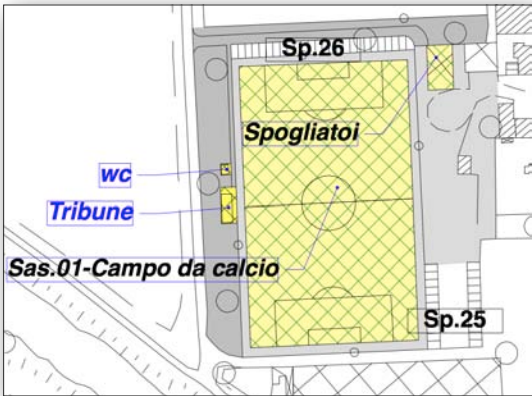 Sp.26
Spogliatoi
wc
Tribune
Sas.01-Campo da calcio
Sp.25